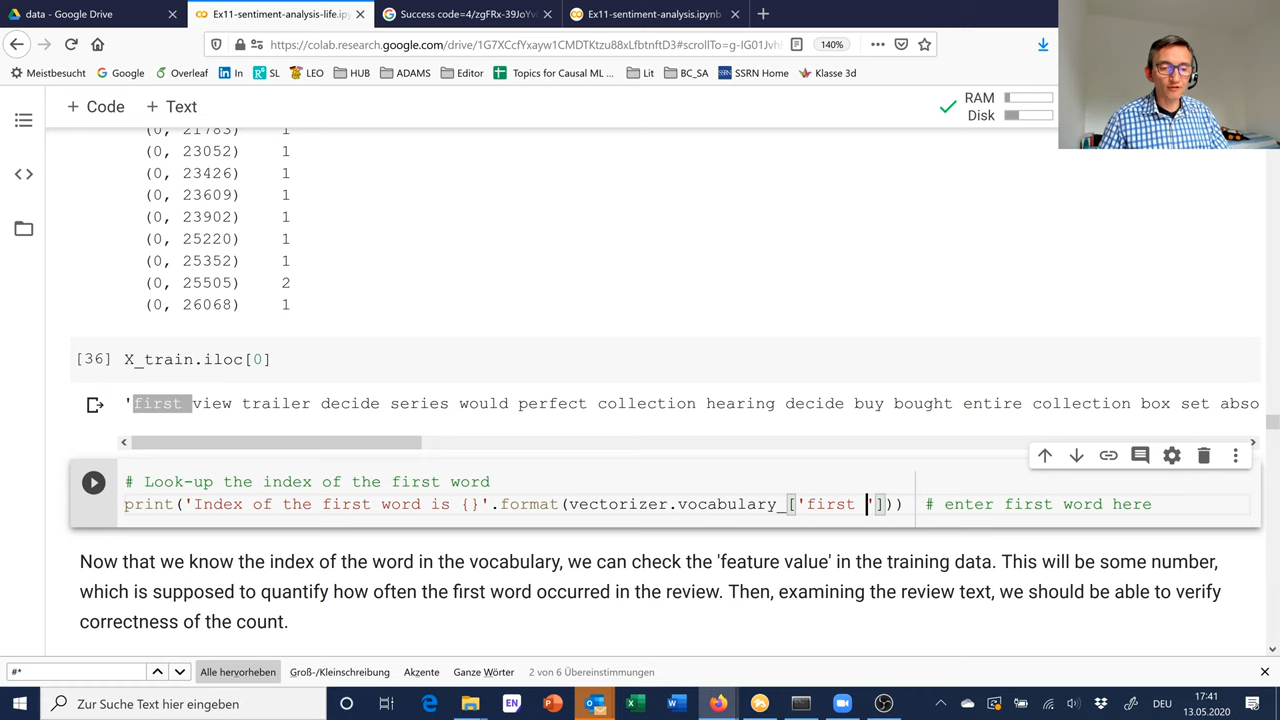 data - Google Drive
Ex11-sentiment-analysis-life.ipy
Success code=4/zgFRx-39JoYv
Ex11-sentiment-analysis.ipynb
https://colab.research.google.com/drive/1G7XCcfYxayw1CMDTKtzu88xLfbtnftD3#scrollTo=g-IG01Jvh
140%
Meistbesucht
Google
Overleaf
In
SL
LEO
HUB
ADAMS
Editor
Topics for Causal ML ...
Lit
BC_SA
SSRN Home
Klasse 3d
+ Code + Text
RAM
Disk
(0, 21783) 1
(0, 23052) 1
(0, 23426) 1
(0, 23609) 1
(0, 23902) 1
(0, 25220) 1
(0, 25352) 1
(0, 25505) 2
(0, 26068) 1
[36] X_train.iloc[0]
'first view trailer decide series would perfect collection hearing decide buy bought entire collection box set abso
# Look-up the index of the first word
print('Index of the first word is {}'.format(vectorizer.vocabulary_['first '])) # enter first word here
Now that we know the index of the word in the vocabulary, we can check the 'feature value' in the training data. This will be some number,
which is supposed to quantify how often the first word occurred in the review. Then, examining the review text, we should be able to verify
correctness of the count.
#*
Alle hervorheben
Groß-/Kleinschreibung
Akzente
Ganze Wörter
2 von 6 Übereinstimmungen
Zur Suche Text hier eingeben
EN
DEU
17:41
13.05.2020